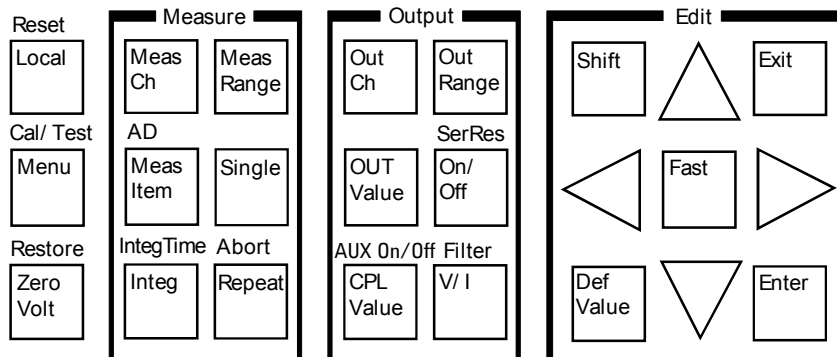 Measure Output Edit
Reset
Local Meas Ch Meas Range Out Ch Out Range Shift Exit
Cal/ Test AD SerRes
Menu Meas Item Single OUT Value On/ Off Fast
Restore IntegTime Abort AUX On/Off Filter
Zero Volt Integ Repeat CPL Value V/ I Def Value Enter